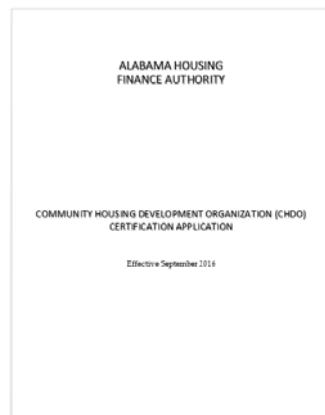 ALABAMA HOUSING
FINANCE AUTHORITY
COMMUNITY HOUSING DEVELOPMENT ORGANIZATION (CHDO)
CERTIFICATION APPLICATION
Effective September 2016